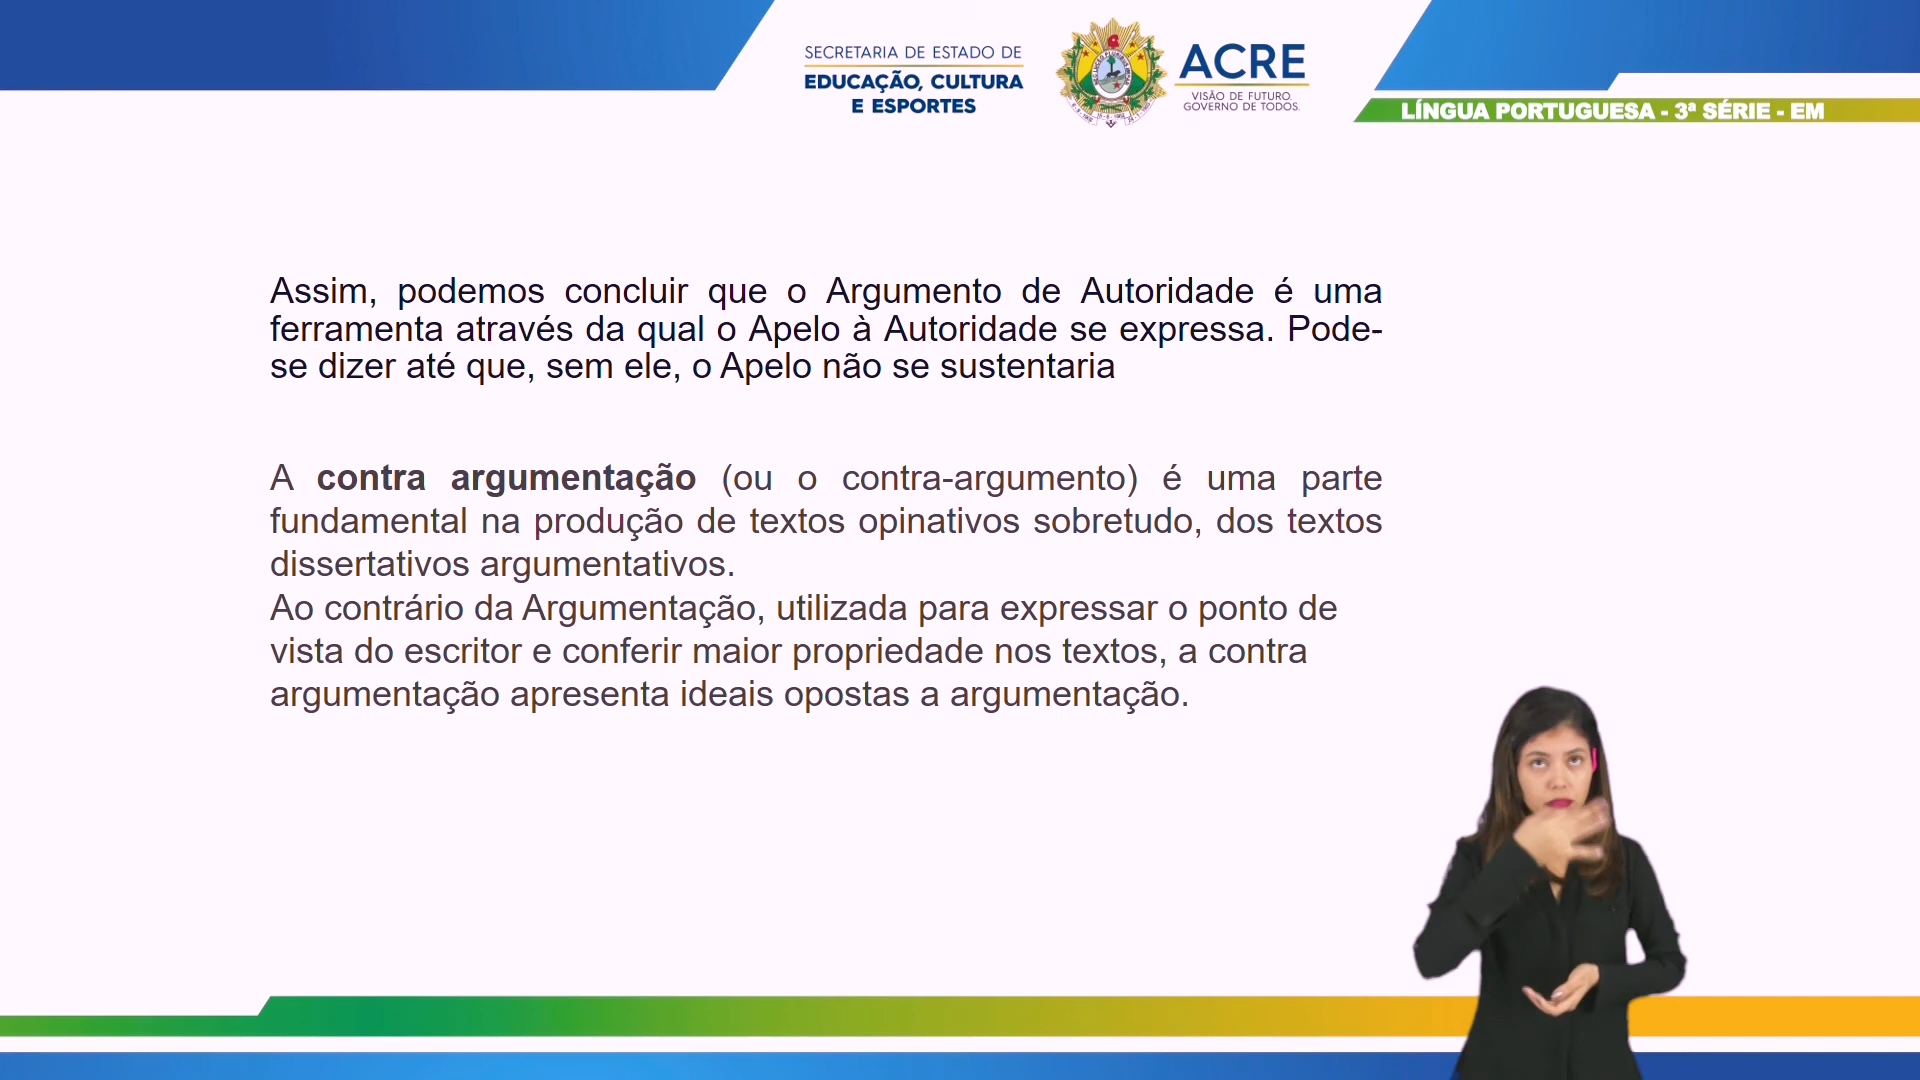 SECRETARIA DE ESTADO DE
EDUCAÇÃO, CULTURA
E ESPORTES
ACRE
VISÃO DE FUTURO.
GOVERNO DE TODOS.
LÍNGUA PORTUGUESA - 3ª SÉRIE - EM
Assim, podemos concluir que o Argumento de Autoridade é uma
ferramenta através da qual o Apelo à Autoridade se expressa. Pode-
se dizer até que, sem ele, o Apelo não se sustentaria
A contra argumentação (ou o contra-argumento) é uma parte
fundamental na produção de textos opinativos sobretudo, dos textos
dissertativos argumentativos.
Ao contrário da Argumentação, utilizada para expressar o ponto de
vista do escritor e conferir maior propriedade nos textos, a contra
argumentação apresenta ideais opostas a argumentação.